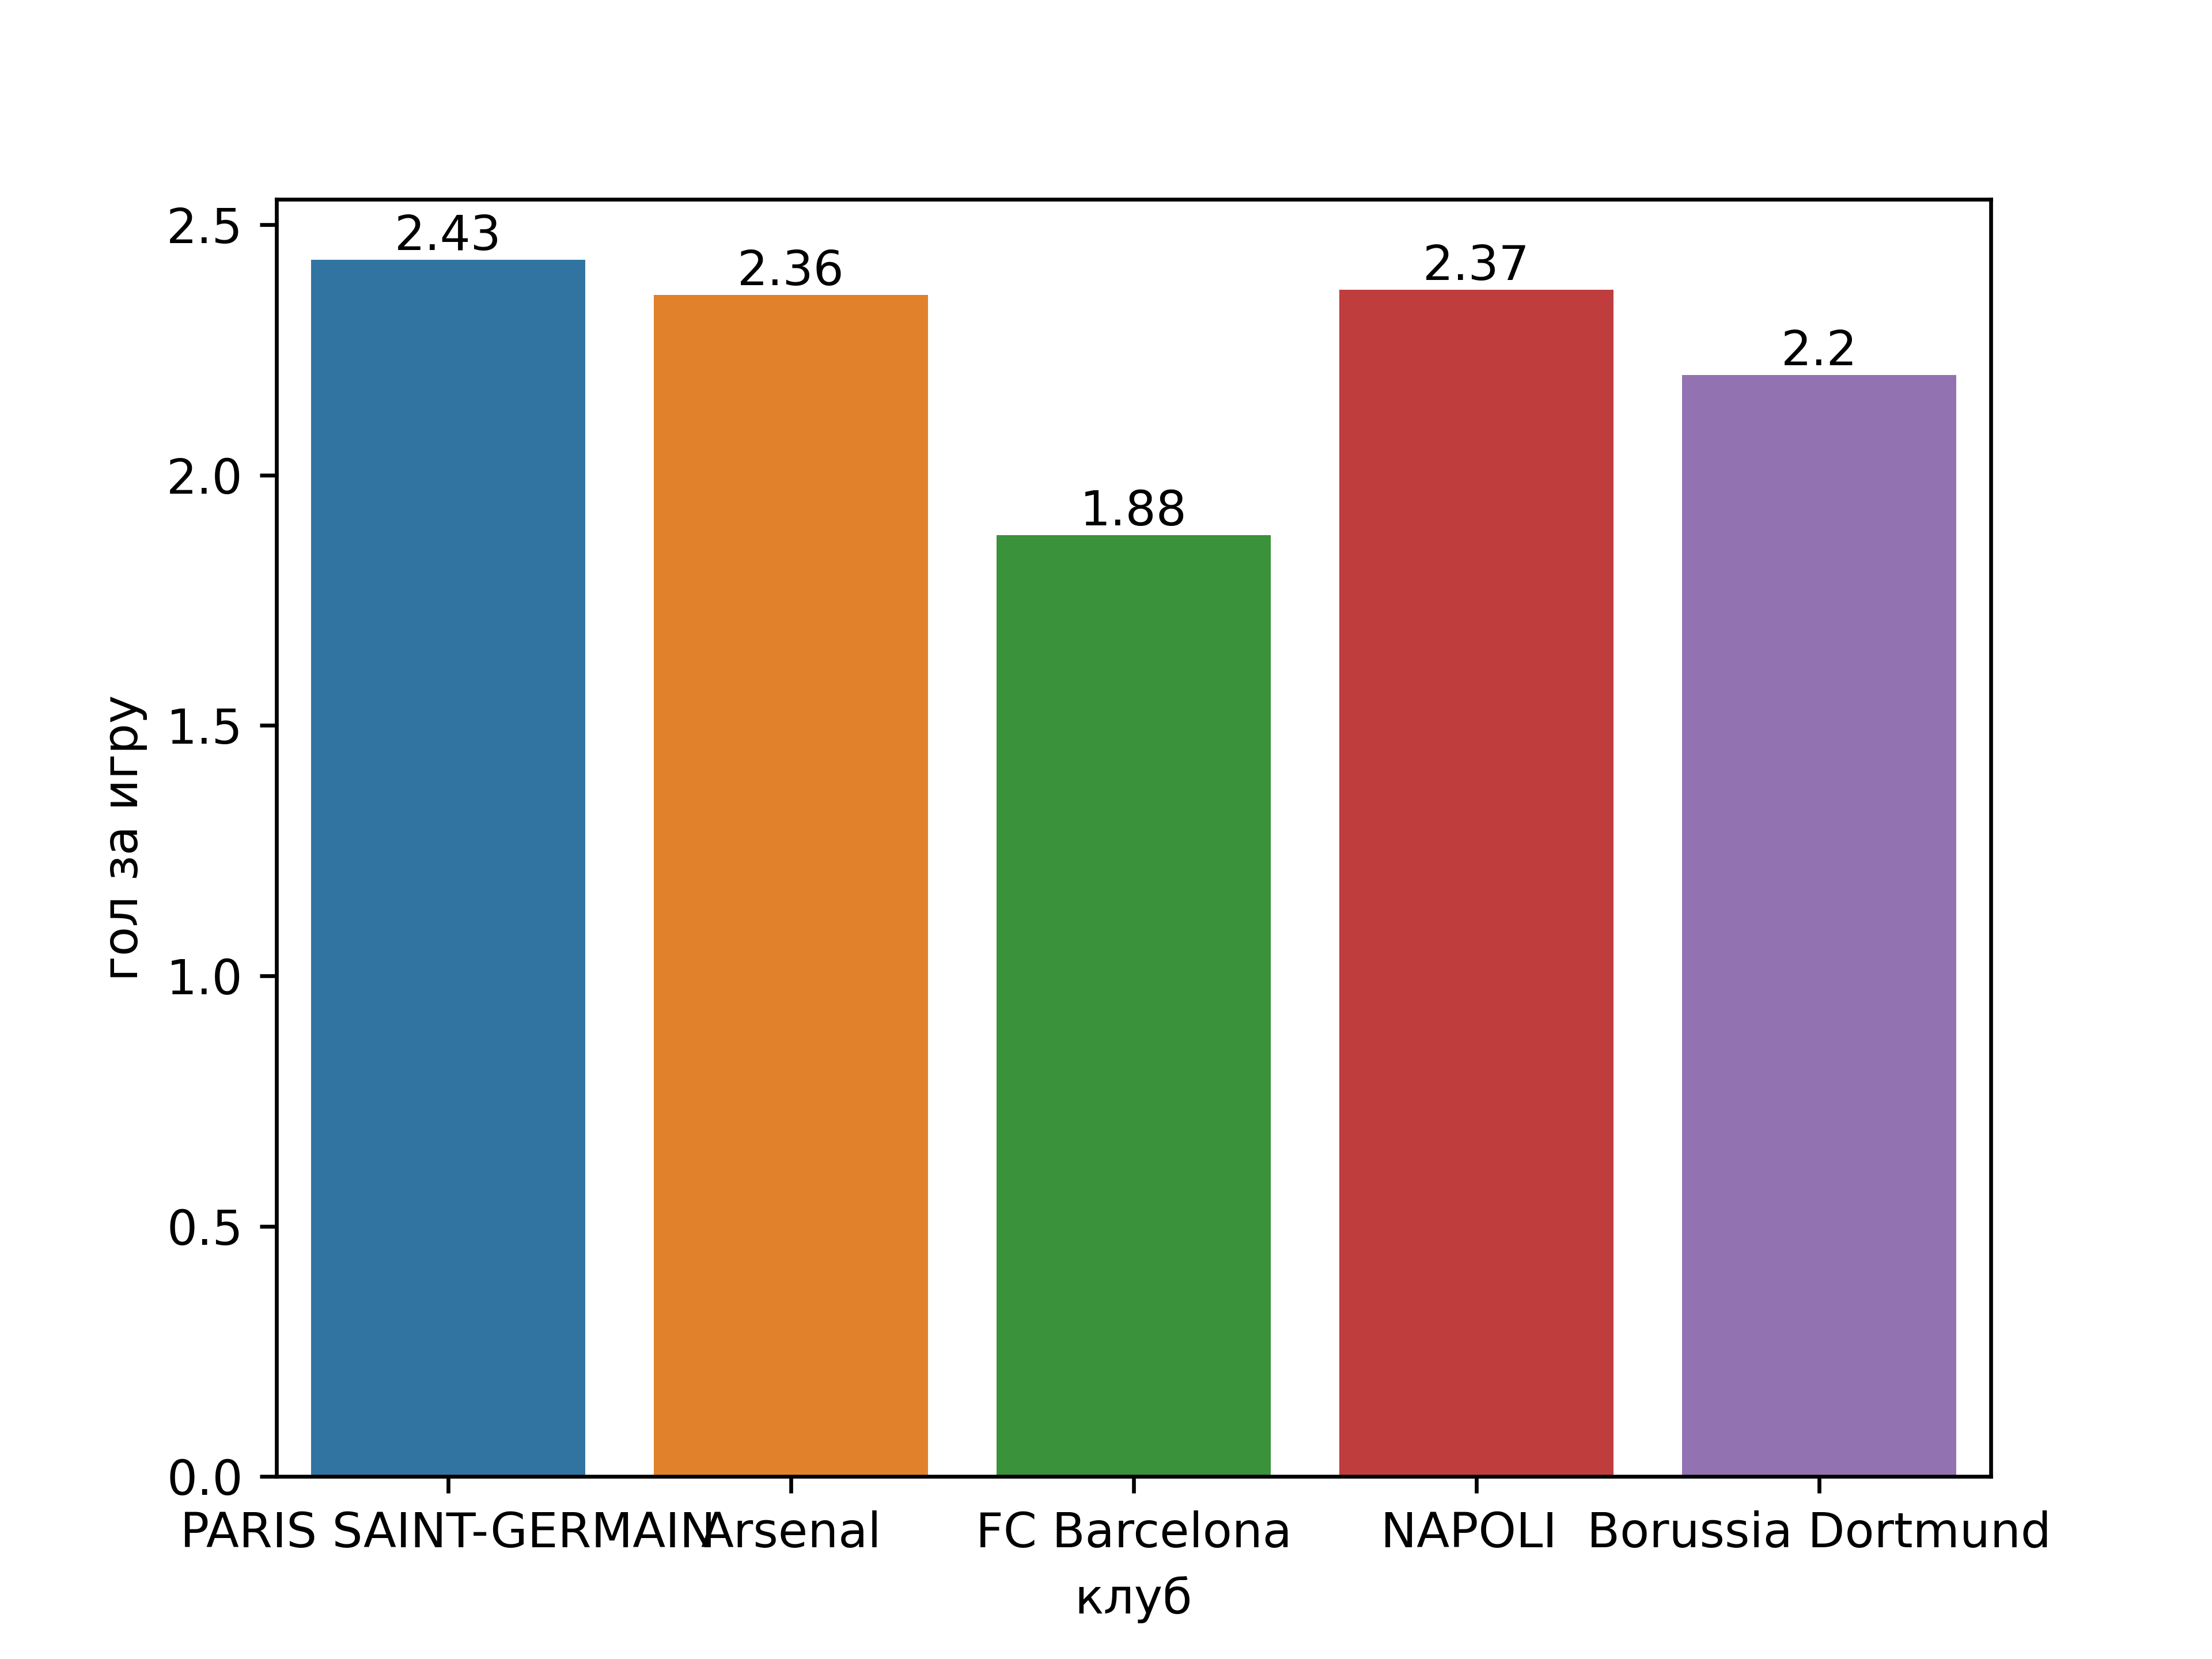 2.5
2.0
1.5
1.0
0.5
0.0
гол за игру
2.43
2.36
1.88
2.37
2.2
PARIS SAINT-GERMAIN
Arsenal
FC Barcelona
NAPOLI
Borussia Dortmund
клуб